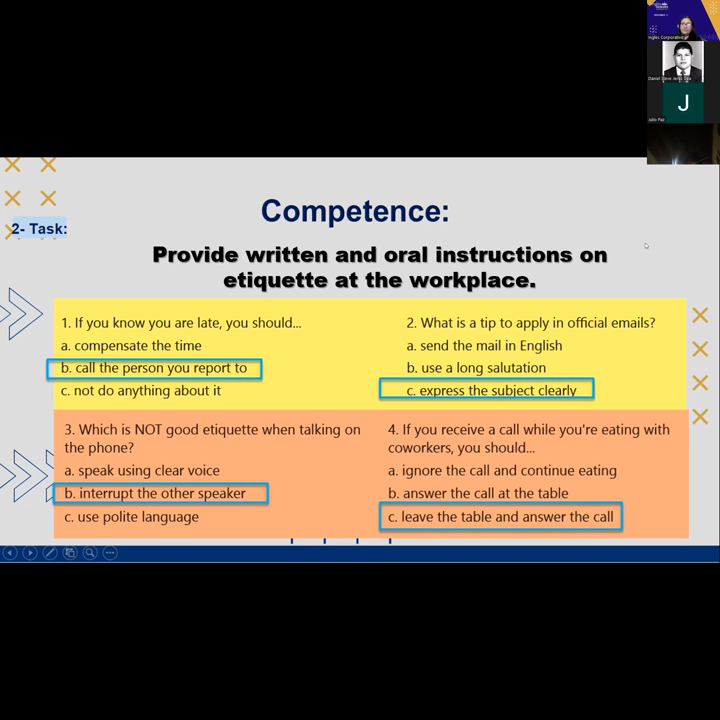 Daniel Steve
J
Julio Paz
Competence:
2- Task:
Provide written and oral instructions on
etiquette at the workplace.
1. If you know you are late, you should...
a. compensate the time
b. call the person you report to
c. not do anything about it
2. What is a tip to apply in official emails?
a. send the mail in English
b. use a long salutation
c. express the subject clearly
3. Which is NOT good etiquette when talking on
the phone?
a. speak using clear voice
b. interrupt the other speaker
c. use polite language
4. If you receive a call while you're eating with
coworkers, you should...
a. ignore the call and continue eating
b. answer the call at the table
c. leave the table and answer the call